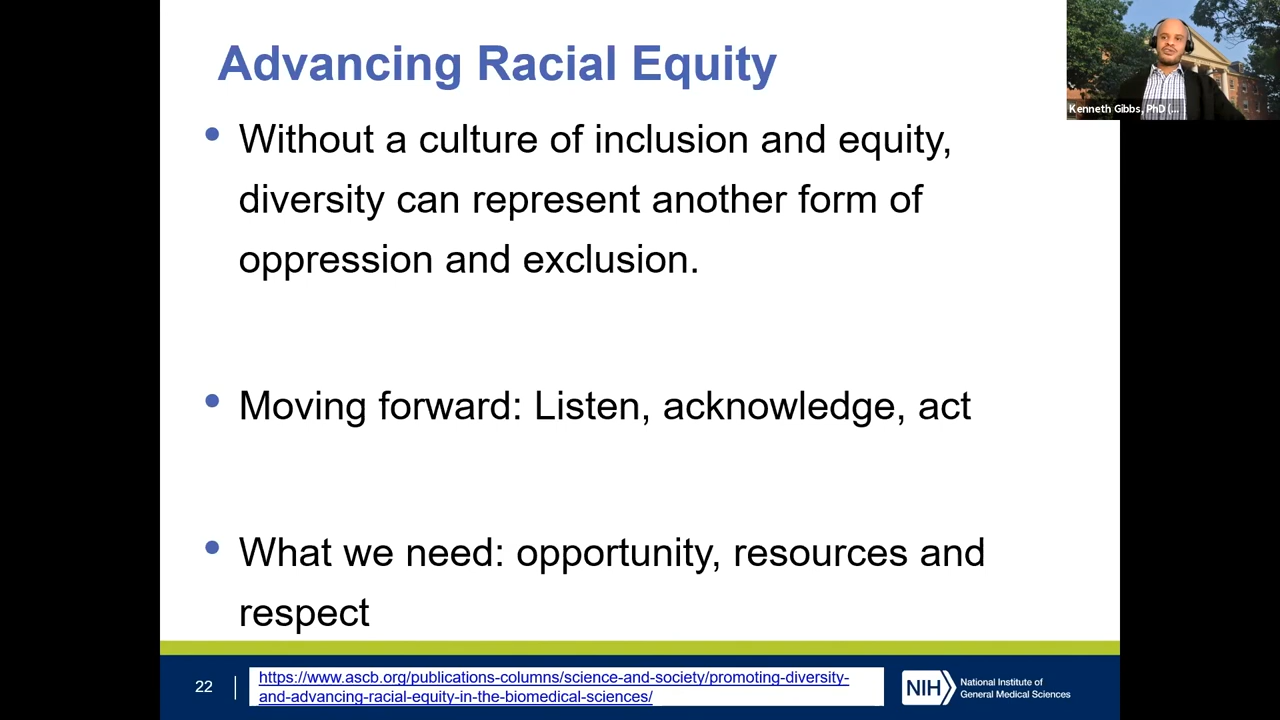 Advancing Racial Equity
Kenneth Gibbs, PhD (...
• Without a culture of inclusion and equity,
diversity can represent another form of
oppression and exclusion.
• Moving forward: Listen, acknowledge, act
• What we need: opportunity, resources and
respect
22
https://www.ascb.org/publications-columns/science-and-society/promoting-diversity-
and-advancing-racial-equity-in-the-biomedical-sciences/
NIH
National Institute of
General Medical Sciences